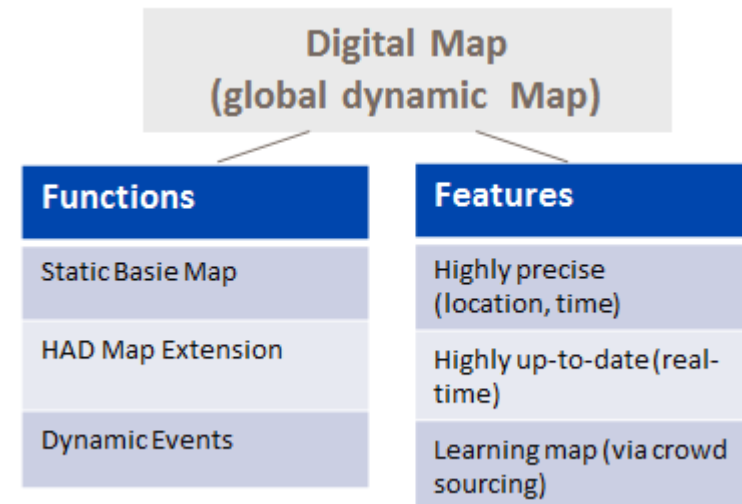 Digital Map
(global dynamic Map)
Functions
Static Basie Map
HAD Map Extension
Dynamic Events
Features
Highly precise
(location, time)
Highly up-to-date (real-
time)
Learning map (via crowd
sourcing)